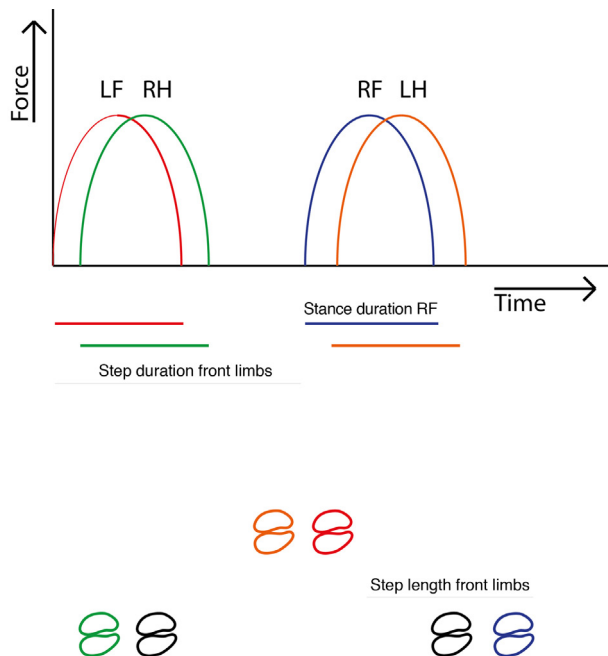 Force
LF RH
RF LH
Time
Stance duration RF
Step duration front limbs
Step length front limbs